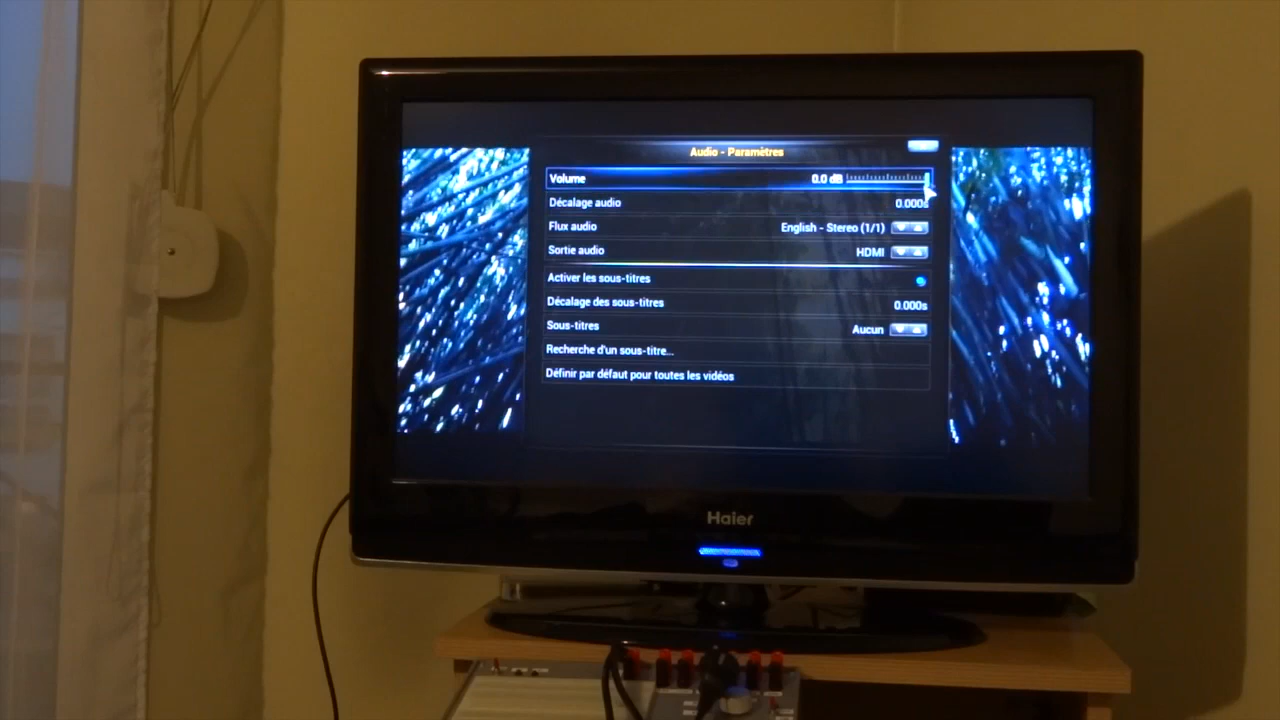 Audio - Paramètres
Volume 0.0 dB
Décalage audio 0.000s
Flux audio English - Stereo (1/1)
Sortie audio HDMI
Activer les sous-titres
Décalage des sous-titres 0.000s
Sous-titres Aucun
Recherche d'un sous-titre...
Définir par défaut pour toutes les vidéos
Haier